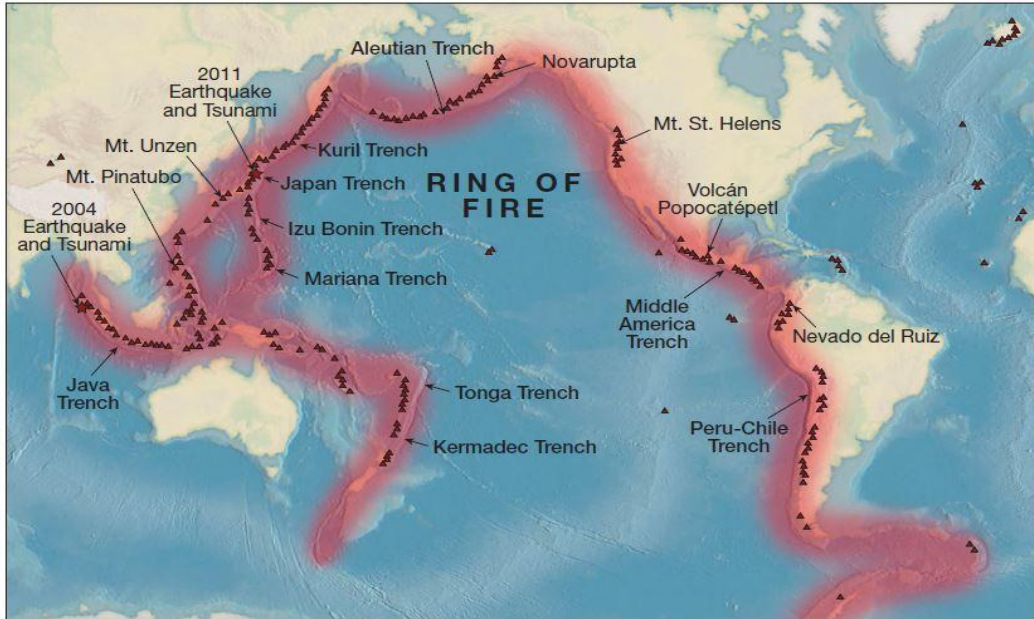 Aleutian Trench
Novarupta
2011
Earthquake
and Tsunami
Mt. St. Helens
Mt. Unzen
Kuril Trench
Mt. Pinatubo
Japan Trench
RING OF
FIRE
Volcán
Popocatépetl
2004
Earthquake
and Tsunami
Izu Bonin Trench
Mariana Trench
Middle
America
Trench
Nevado del Ruiz
Java
Trench
Tonga Trench
Peru-Chile
Trench
Kermadec Trench